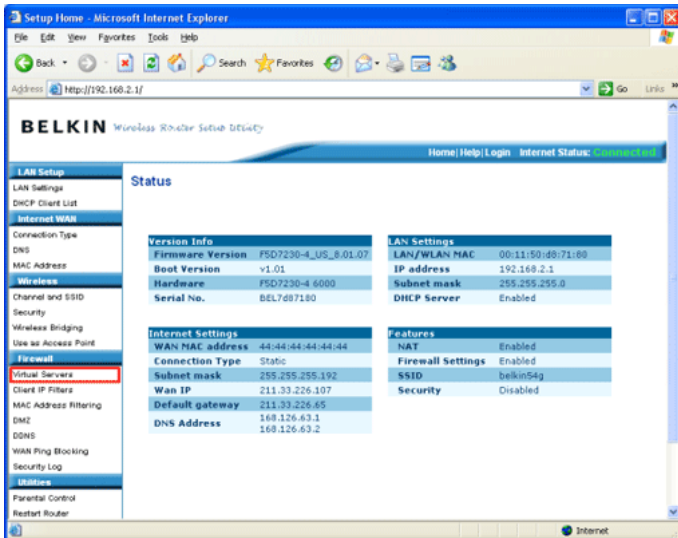 Setup Home - Microsoft Internet Explorer
File Edit View Favorites Tools Help
Back Search Favorites
Address http://192.168.2.1/ Go Links »
BELKIN Wireless Router Setup Utility
Home|Help|Login Internet Status: Connected
LAN Setup
LAN Settings
DHCP Client List
Internet WAN
Connection Type
DNS
MAC Address
Wireless
Channel and SSID
Security
Wireless Bridging
Use as Access Point
Firewall
Virtual Servers
Client IP Filters
MAC Address Filtering
DMZ
DDNS
WAN Ping Blocking
Security Log
Utilities
Parental Control
Restart Router
Status
Version Info
Firmware Version F5D7230-4_US_8.01.07
Boot Version v1.01
Hardware F5D7230-4 6000
Serial No. BEL7d87180
LAN Settings
LAN/WLAN MAC 00:11:50:d8:71:80
IP address 192.168.2.1
Subnet mask 255.255.255.0
DHCP Server Enabled
Internet Settings
WAN MAC address 44:44:44:44:44:44
Connection Type Static
Subnet mask 255.255.255.192
Wan IP 211.33.226.107
Default gateway 211.33.226.65
DNS Address 168.126.63.1
168.126.63.2
Features
NAT Enabled
Firewall Settings Enabled
SSID belkin54g
Security Disabled
Internet